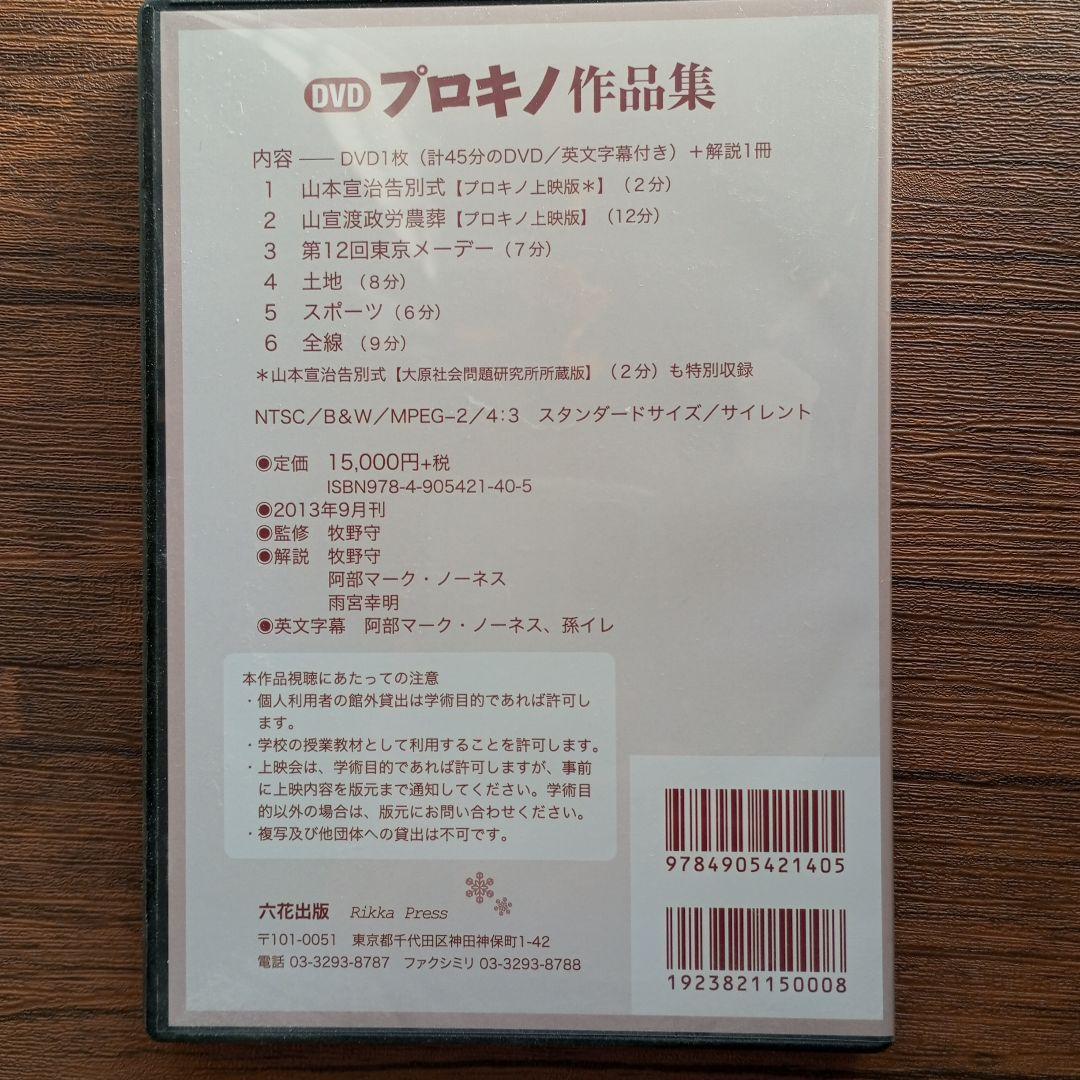 DVD プロキノ作品集
内容 ―― DVD1枚（計45分のDVD／英文字幕付き）＋解説1冊
1 山本宣治告別式【プロキノ上映版＊】（2分）
2 山宣渡政労農葬【プロキノ上映版】（12分）
3 第12回東京メーデー（7分）
4 土地（8分）
5 スポーツ（6分）
6 全線（9分）
＊山本宣治告別式【大原社会問題研究所所蔵版】（2分）も特別収録
NTSC／B＆W／MPEG−2／4：3　スタンダードサイズ／サイレント
◉定価　15,000円+税
ISBN978-4-905421-40-5
◉2013年9月刊
◉監修　牧野守
◉解説　牧野守
阿部マーク・ノーネス
雨宮幸明
◉英文字幕　阿部マーク・ノーネス、孫イレ
本作品視聴にあたっての注意
・個人利用者の館外貸出は学術目的であれば許可し
ます。
・学校の授業教材として利用することを許可します。
・上映会は、学術目的であれば許可しますが、事前
に上映内容を版元まで通知してください。学術目
的以外の場合は、版元にお問い合わせください。
・複写及び他団体への貸出は不可です。
六花出版　Rikka Press
〒101-0051　東京都千代田区神田神保町1-42
電話 03-3293-8787　ファクシミリ 03-3293-8788
9784905421405
1923821150008